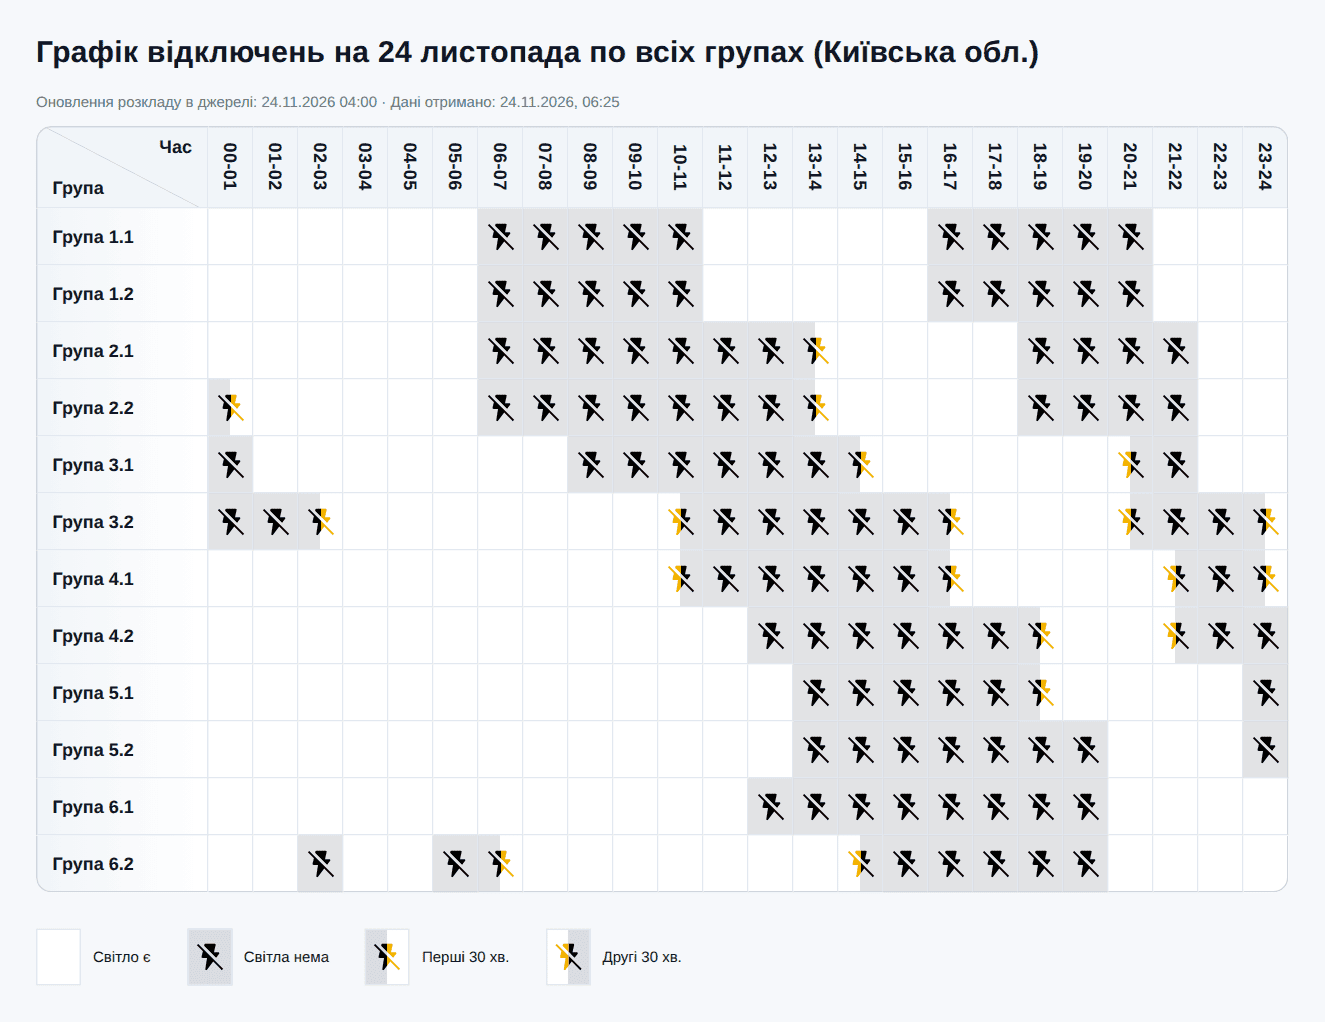 Графік відключень на 24 листопада по всіх групах (Київська обл.)
Оновлення розкладу в джерелі: 24.11.2026 04:00 · Дані отримано: 24.11.2026, 06:25
Час
Група
00-01 01-02 02-03 03-04 04-05 05-06 06-07 07-08 08-09 09-10 10-11 11-12 12-13 13-14 14-15 15-16 16-17 17-18 18-19 19-20 20-21 21-22 22-23 23-24
Група 1.1
Група 1.2
Група 2.1
Група 2.2
Група 3.1
Група 3.2
Група 4.1
Група 4.2
Група 5.1
Група 5.2
Група 6.1
Група 6.2
Світло є
Світла нема
Перші 30 хв.
Другі 30 хв.